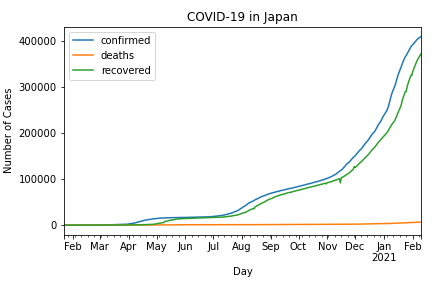 COVID-19 in Japan
confirmed
deaths
recovered
Number of Cases
400000
300000
200000
100000
0
Feb Mar Apr May Jun Jul Aug Sep Oct Nov Dec Jan Feb
2021
Day